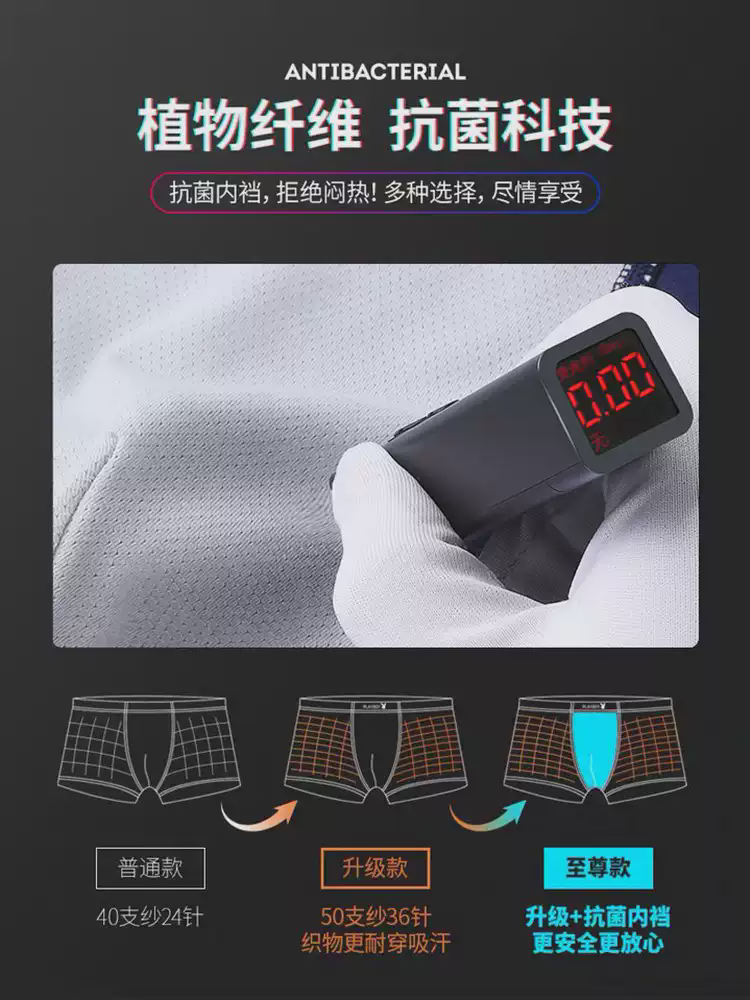 ANTIBACTERIAL
植物纤维 抗菌科技
抗菌内裆，拒绝闷热！多种选择，尽情享受
0.00
无
PLAYBOY
PLAYBOY
普通款
升级款
至尊款
40支纱24针
50支纱36针
织物更耐穿吸汗
升级+抗菌内裆
更安全更放心